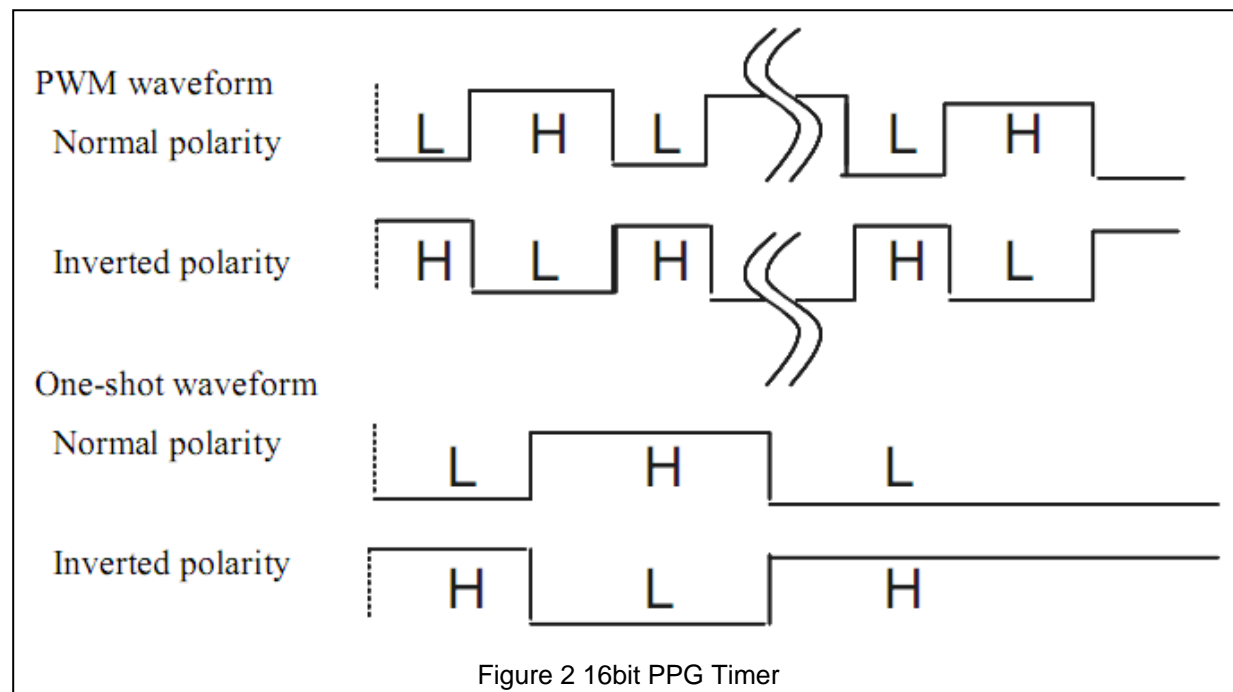 PWM waveform
Normal polarity
L H L L H
Inverted polarity
H L H H L
One-shot waveform
Normal polarity
L H L
Inverted polarity
H L H
Figure 2 16bit PPG Timer